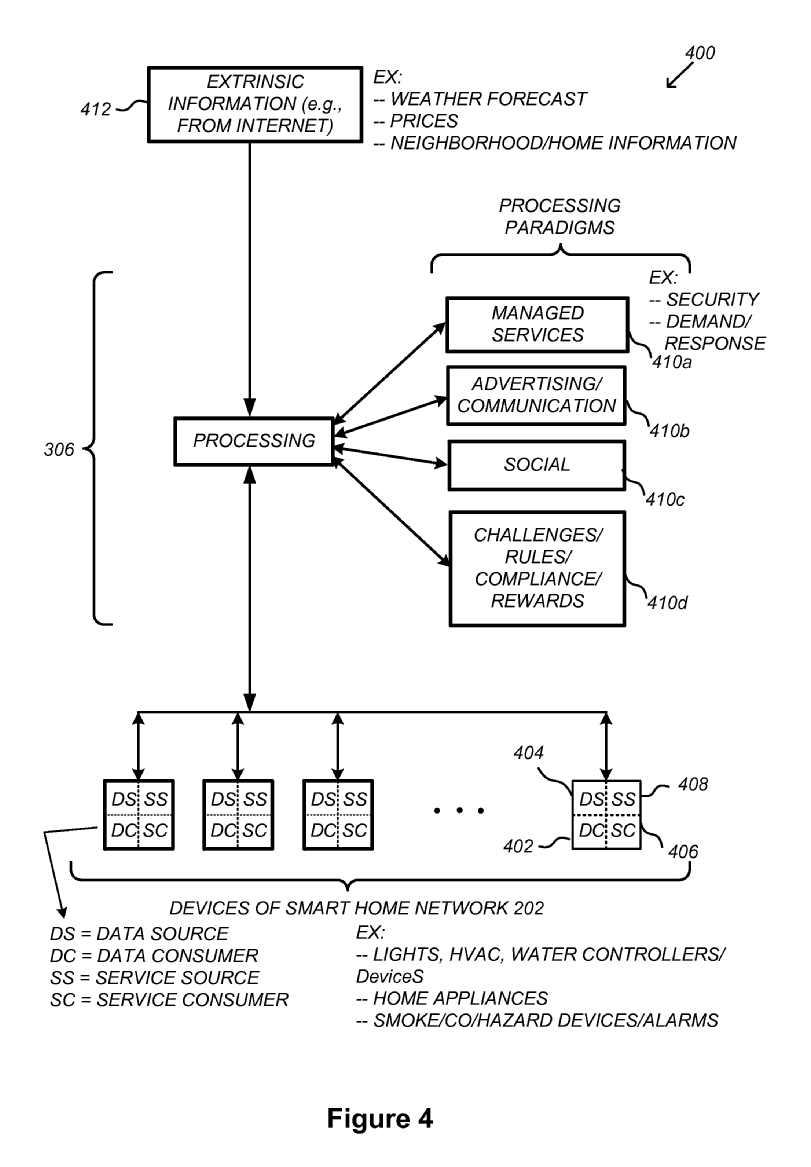 400
412
EXTRINSIC
INFORMATION (e.g.,
FROM INTERNET)
EX:
-- WEATHER FORECAST
-- PRICES
-- NEIGHBORHOOD/HOME INFORMATION
PROCESSING
PARADIGMS
EX:
-- SECURITY
-- DEMAND/
RESPONSE
MANAGED
SERVICES
410a
ADVERTISING/
COMMUNICATION
410b
306
PROCESSING
SOCIAL
410c
CHALLENGES/
RULES/
COMPLIANCE/
REWARDS
410d
DS SS
DC SC
DS SS
DC SC
DS SS
DC SC
. . .
404
DS SS
408
402
DC SC
406
DEVICES OF SMART HOME NETWORK 202
DS = DATA SOURCE
DC = DATA CONSUMER
SS = SERVICE SOURCE
SC = SERVICE CONSUMER
EX:
-- LIGHTS, HVAC, WATER CONTROLLERS/
DeviceS
-- HOME APPLIANCES
-- SMOKE/CO/HAZARD DEVICES/ALARMS
Figure 4